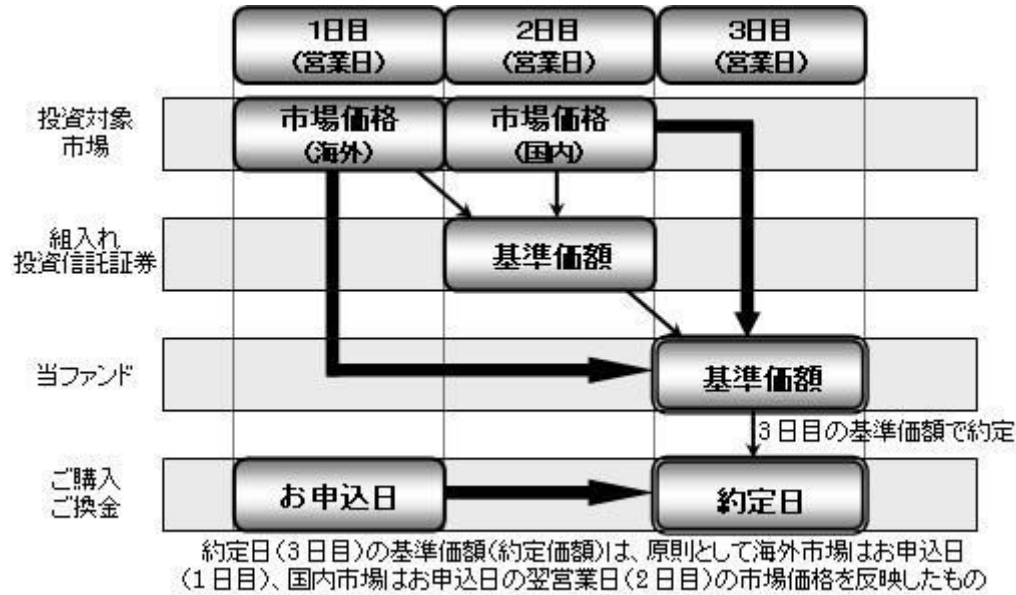 1日目
(営業日)
2日目
(営業日)
3日目
(営業日)
投資対象
市場
市場価格
(海外)
市場価格
(国内)
組入れ
投資信託証券
基準価額
当ファンド
基準価額
3日目の基準価額で約定
ご購入
ご換金
お申込日
約定日
約定日(3日目)の基準価額(約定価額)は、原則として海外市場はお申込日
(1日目)、国内市場はお申込日の翌営業日(2日目)の市場価格を反映したもの